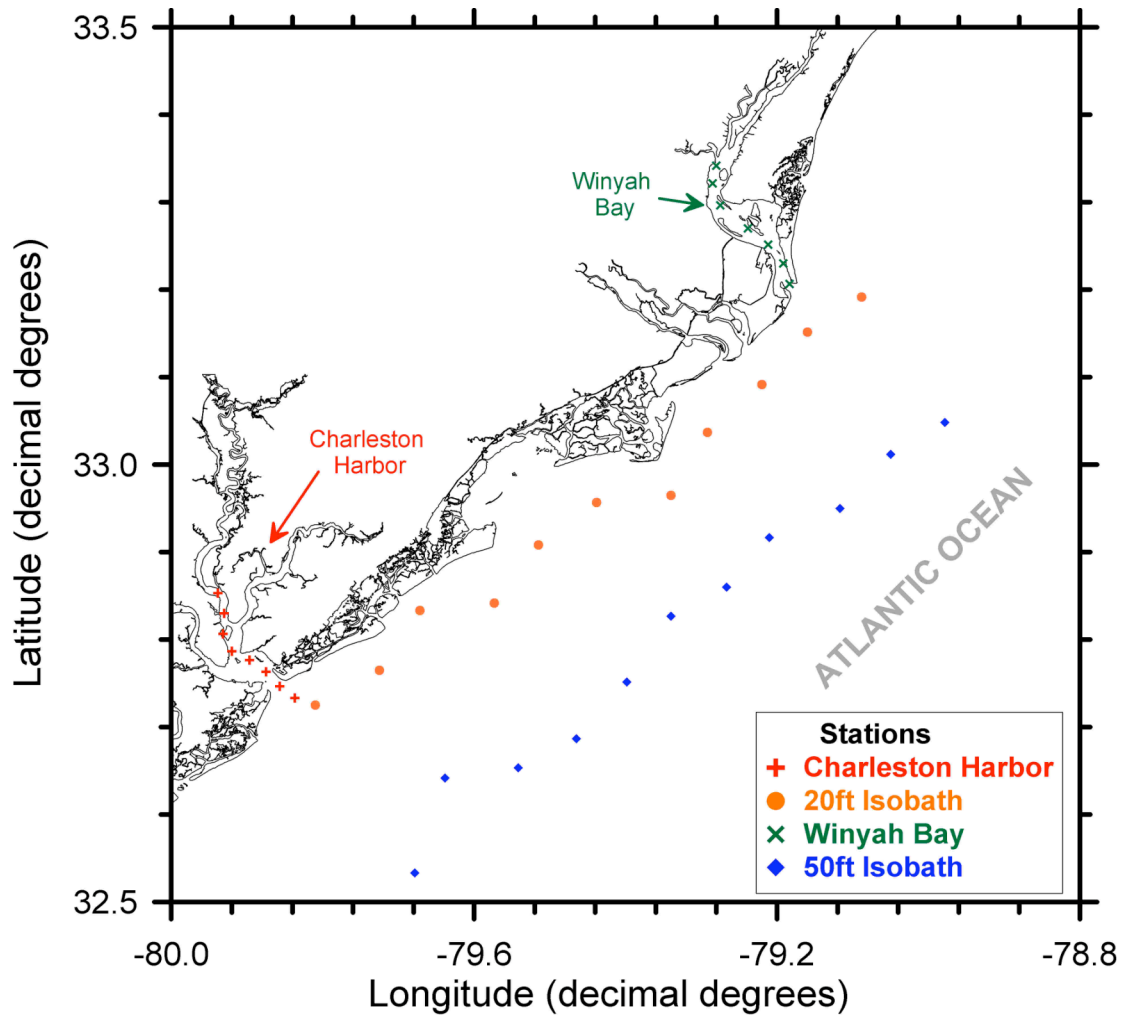 33.5
33.0
32.5
Latitude (decimal degrees)
-80.0
-79.6
-79.2
-78.8
Longitude (decimal degrees)
Winyah
Bay
Charleston
Harbor
ATLANTIC OCEAN
Stations
Charleston Harbor
20ft Isobath
Winyah Bay
50ft Isobath